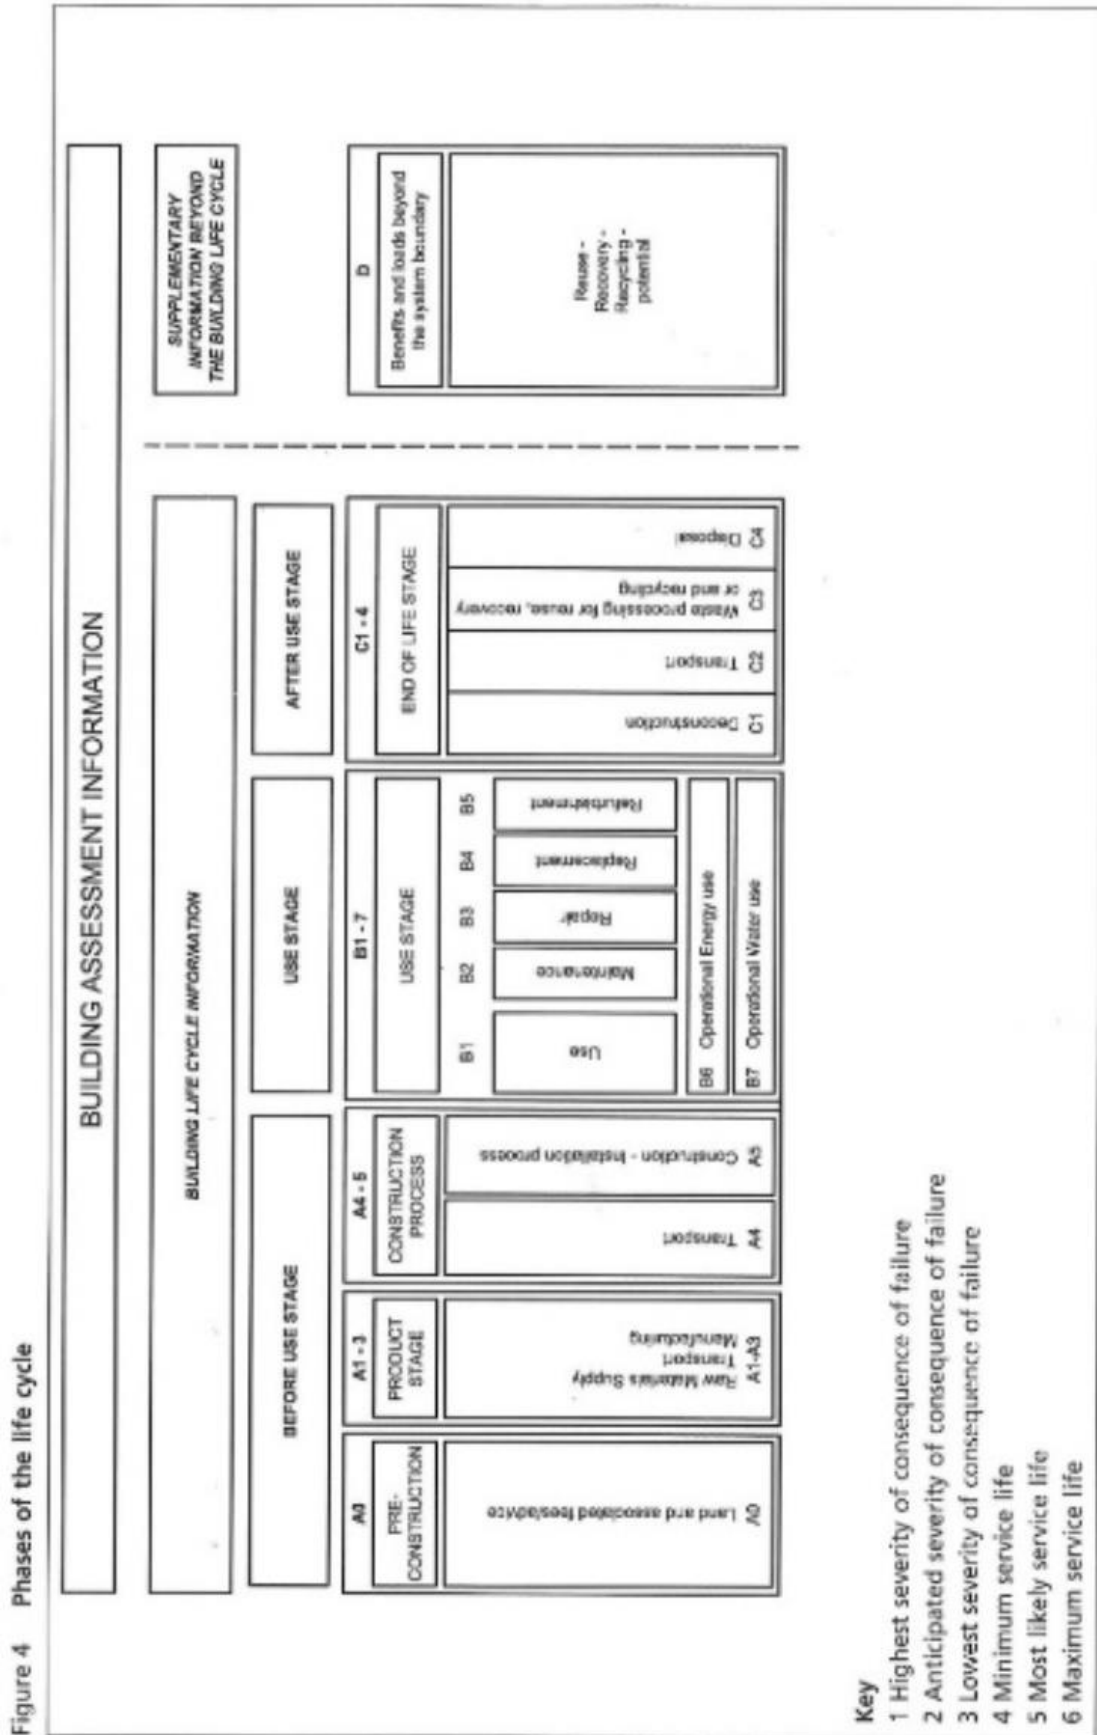 Figure 4 Phases of the life cycle
BUILDING ASSESSMENT INFORMATION
BUILDING LIFE CYCLE INFORMATION
SUPPLEMENTARY
INFORMATION BEYOND
THE BUILDING LIFE CYCLE
BEFORE USE STAGE
USE STAGE
AFTER USE STAGE
A0
PRE-
CONSTRUCTION
Land and associated fees/advice
A0
A1 - 3
PRODUCT
STAGE
Raw Materials Supply
Transport
Manufacturing
A1-A3
A4 - 5
CONSTRUCTION
PROCESS
Transport
A4
Construction - Installation process
A5
B1 - 7
USE STAGE
B1
Use
B2
Maintenance
B3
Repair
B4
Replacement
B5
Refurbishment
B6 Operational Energy use
B7 Operational Water use
C1 - 4
END OF LIFE STAGE
Deconstruction
C1
Transport
C2
Waste processing for reuse, recovery
or and recycling
C3
Disposal
C4
D
Benefits and loads beyond
the system boundary
Reuse -
Recovery -
Recycling -
potential
Key
1 Highest severity of consequence of failure
2 Anticipated severity of consequence of failure
3 Lowest severity of consequence of failure
4 Minimum service life
5 Most likely service life
6 Maximum service life